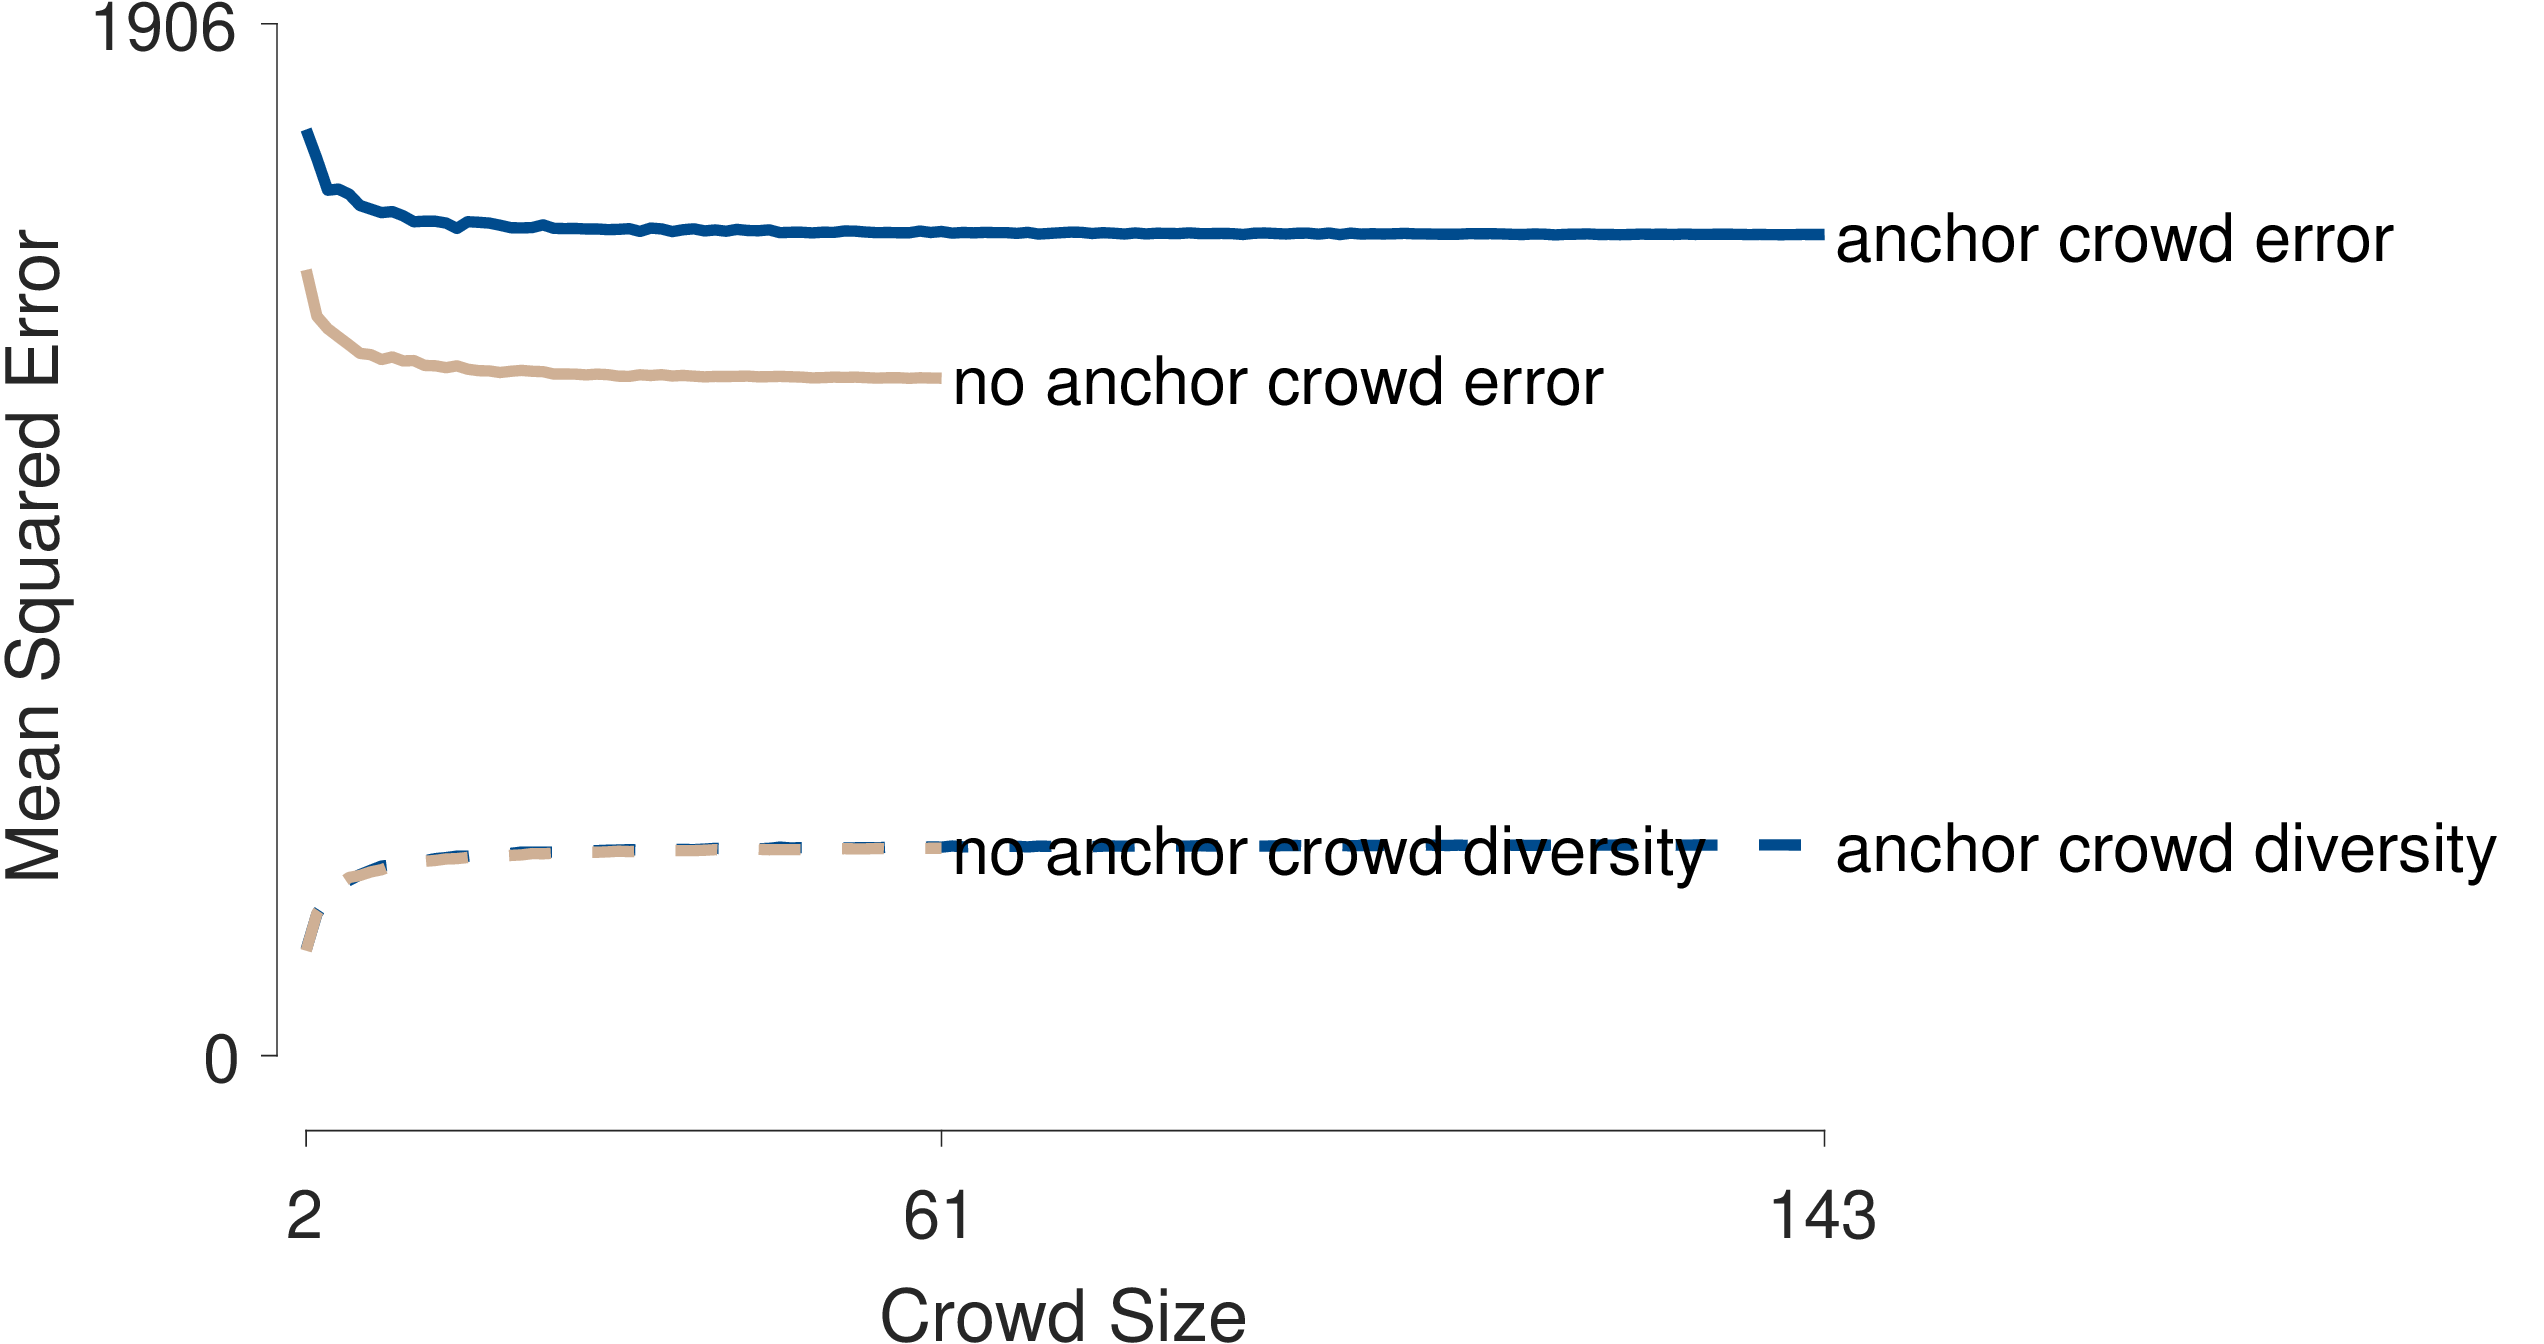 1906
anchor crowd error
no anchor crowd error
Mean Squared Error
no anchor crowd diversity
anchor crowd diversity
0
2
61
143
Crowd Size